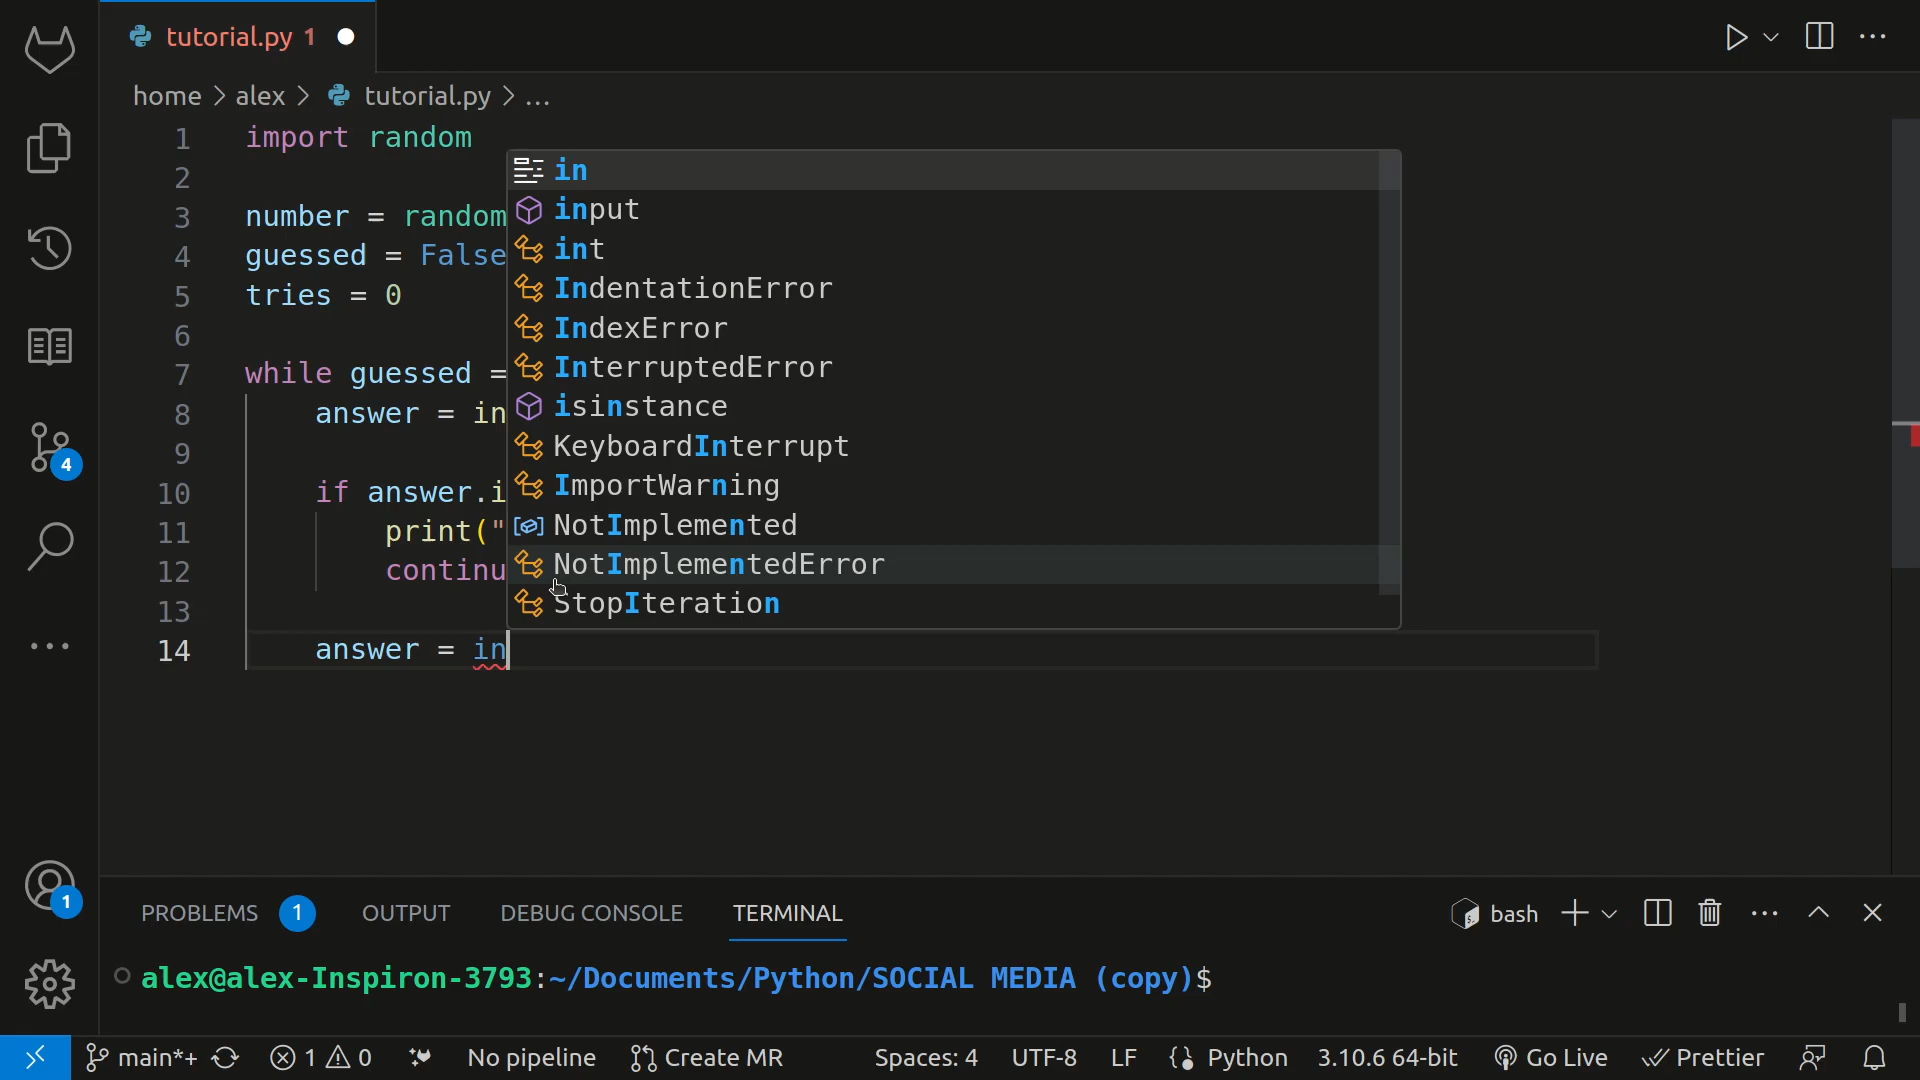 tutorial.py 1
home > alex > tutorial.py > ...
1 import random
2
3 number = random
4 guessed = False
5 tries = 0
6
7 while guessed =
8 answer = in
9
10 if answer.i
11 print("
12 continu
13
14 answer = in
in
input
int
IndentationError
IndexError
InterruptedError
isinstance
KeyboardInterrupt
ImportWarning
NotImplemented
NotImplementedError
StopIteration
4
1
PROBLEMS 1 OUTPUT DEBUG CONSOLE TERMINAL bash
alex@alex-Inspiron-3793:~/Documents/Python/SOCIAL MEDIA (copy)$
main*+ 1 0 No pipeline Create MR Spaces: 4 UTF-8 LF Python 3.10.6 64-bit Go Live Prettier